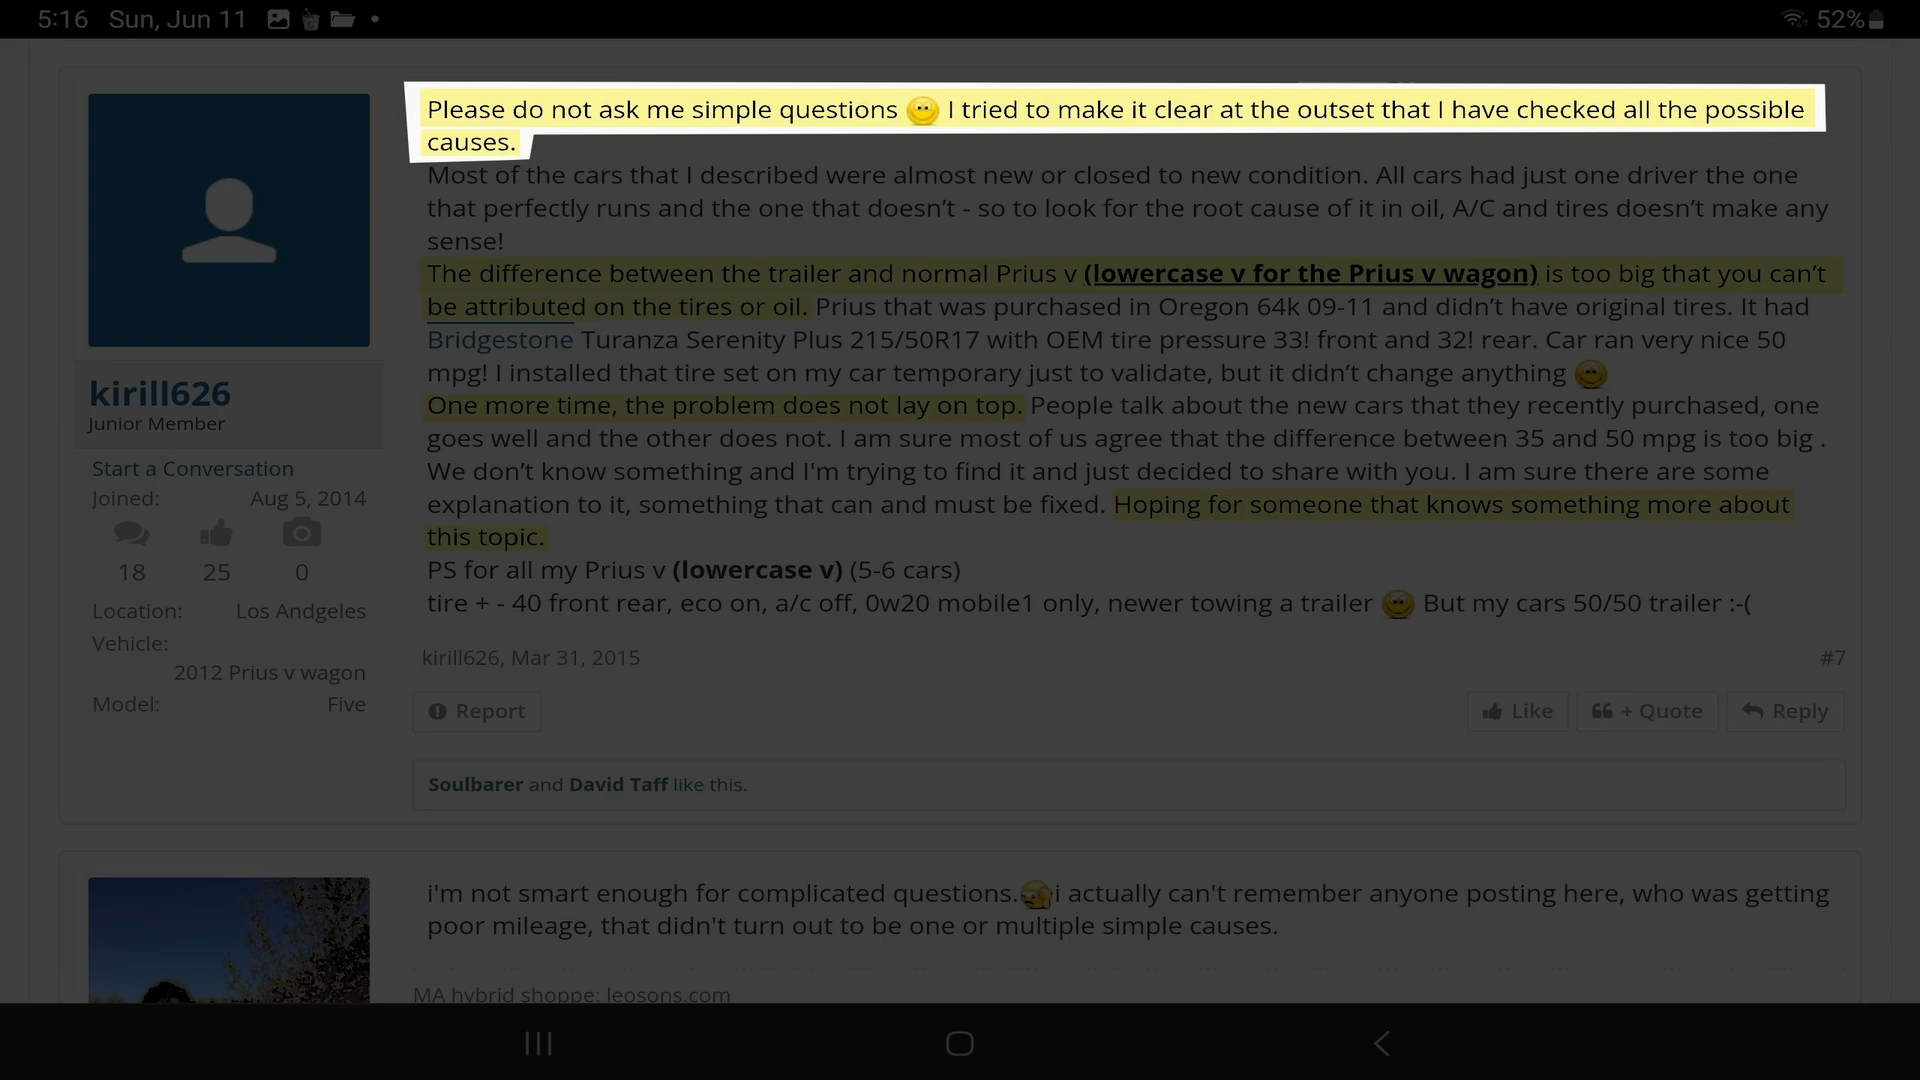 5:16 Sun, Jun 11
52%
Please do not ask me simple questions I tried to make it clear at the outset that I have checked all the possible
causes.
Most of the cars that I described were almost new or closed to new condition. All cars had just one driver the one
that perfectly runs and the one that doesn’t - so to look for the root cause of it in oil, A/C and tires doesn’t make any
sense!
The difference between the trailer and normal Prius v (lowercase v for the Prius v wagon) is too big that you can’t
be attributed on the tires or oil. Prius that was purchased in Oregon 64k 09-11 and didn’t have original tires. It had
Bridgestone Turanza Serenity Plus 215/50R17 with OEM tire pressure 33! front and 32! rear. Car ran very nice 50
mpg! I installed that tire set on my car temporary just to validate, but it didn’t change anything
One more time, the problem does not lay on top. People talk about the new cars that they recently purchased, one
goes well and the other does not. I am sure most of us agree that the difference between 35 and 50 mpg is too big .
We don’t know something and I'm trying to find it and just decided to share with you. I am sure there are some
explanation to it, something that can and must be fixed. Hoping for someone that knows something more about
this topic.
PS for all my Prius v (lowercase v) (5-6 cars)
tire + - 40 front rear, eco on, a/c off, 0w20 mobile1 only, newer towing a trailer But my cars 50/50 trailer :-(
kirill626
Junior Member
Start a Conversation
Joined: Aug 5, 2014
18 25 0
Location: Los Andgeles
Vehicle:
2012 Prius v wagon
Model: Five
kirill626, Mar 31, 2015 #7
Report Like + Quote Reply
Soulbarer and David Taff like this.
i'm not smart enough for complicated questions. i actually can't remember anyone posting here, who was getting
poor mileage, that didn't turn out to be one or multiple simple causes.
MA hybrid shoppe: leosons.com